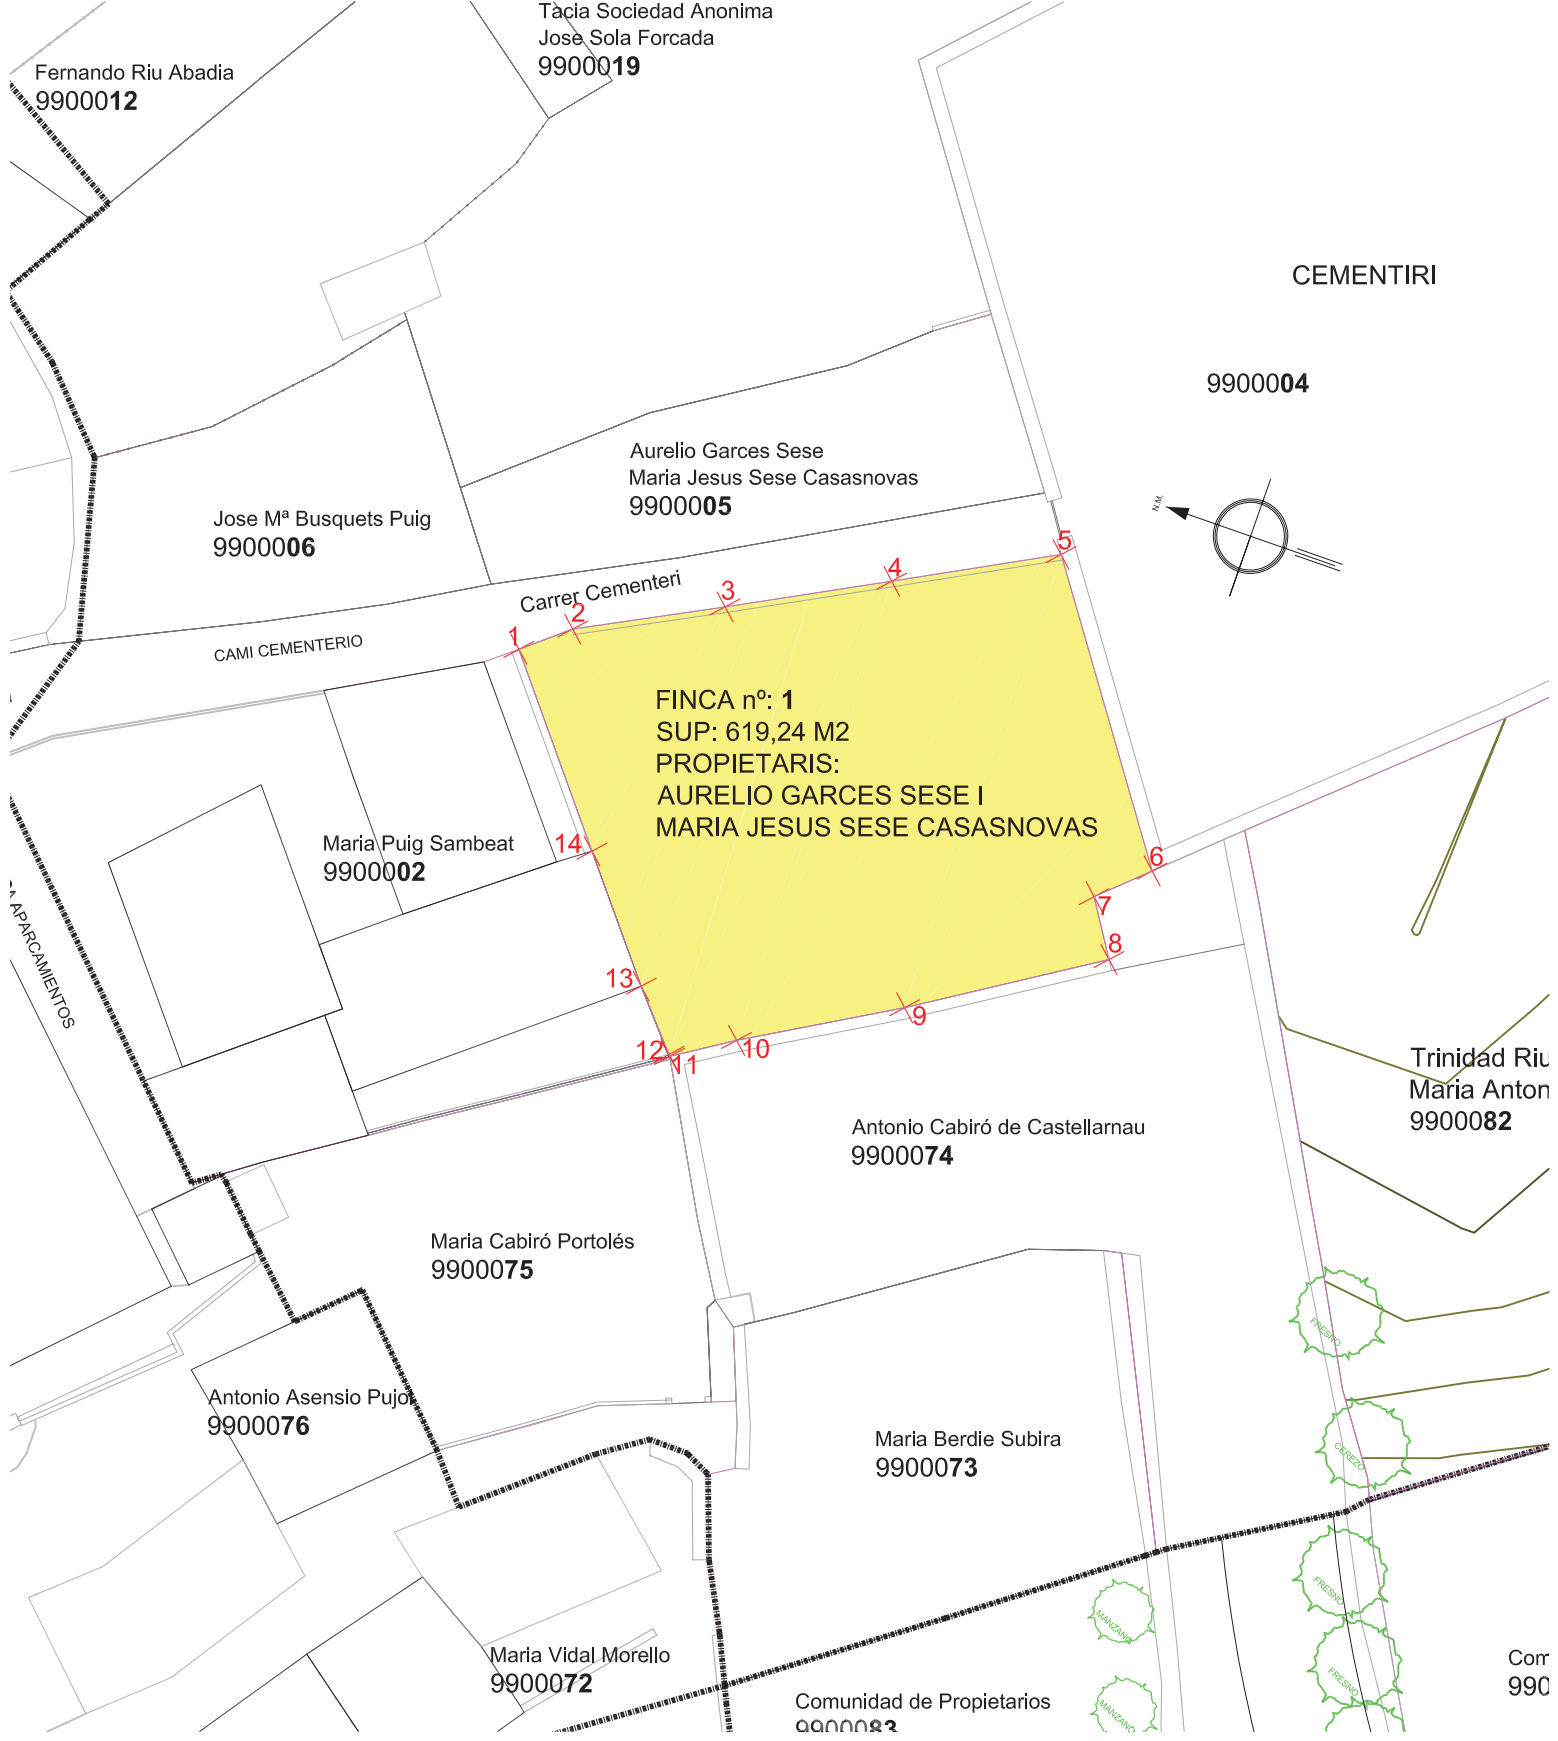 Tacia Sociedad Anonima
Jose Sola Forcada
9900019
Fernando Riu Abadia
9900012
CEMENTIRI
9900004
Aurelio Garces Sese
Maria Jesus Sese Casasnovas
9900005
Jose Mª Busquets Puig
9900006
N.M.
Carrer Cementeri
CAMI CEMENTERIO
1
2
3
4
5
FINCA nº: 1
SUP: 619,24 M2
PROPIETARIS:
AURELIO GARCES SESE I
MARIA JESUS SESE CASASNOVAS
14
Maria Puig Sambeat
9900002
6
7
8
13
9
10
12
11
APARCAMIENTOS
Trinidad Riu
Maria Anton
9900082
Antonio Cabiró de Castellarnau
9900074
Maria Cabiró Portolés
9900075
FRESNO
Antonio Asensio Pujol
9900076
Maria Berdie Subira
9900073
CEREZO
FRESNO
MANZANO
Maria Vidal Morello
9900072
FRESNO
Comunidad de Propietarios
9900083
MANZANO
Com
990